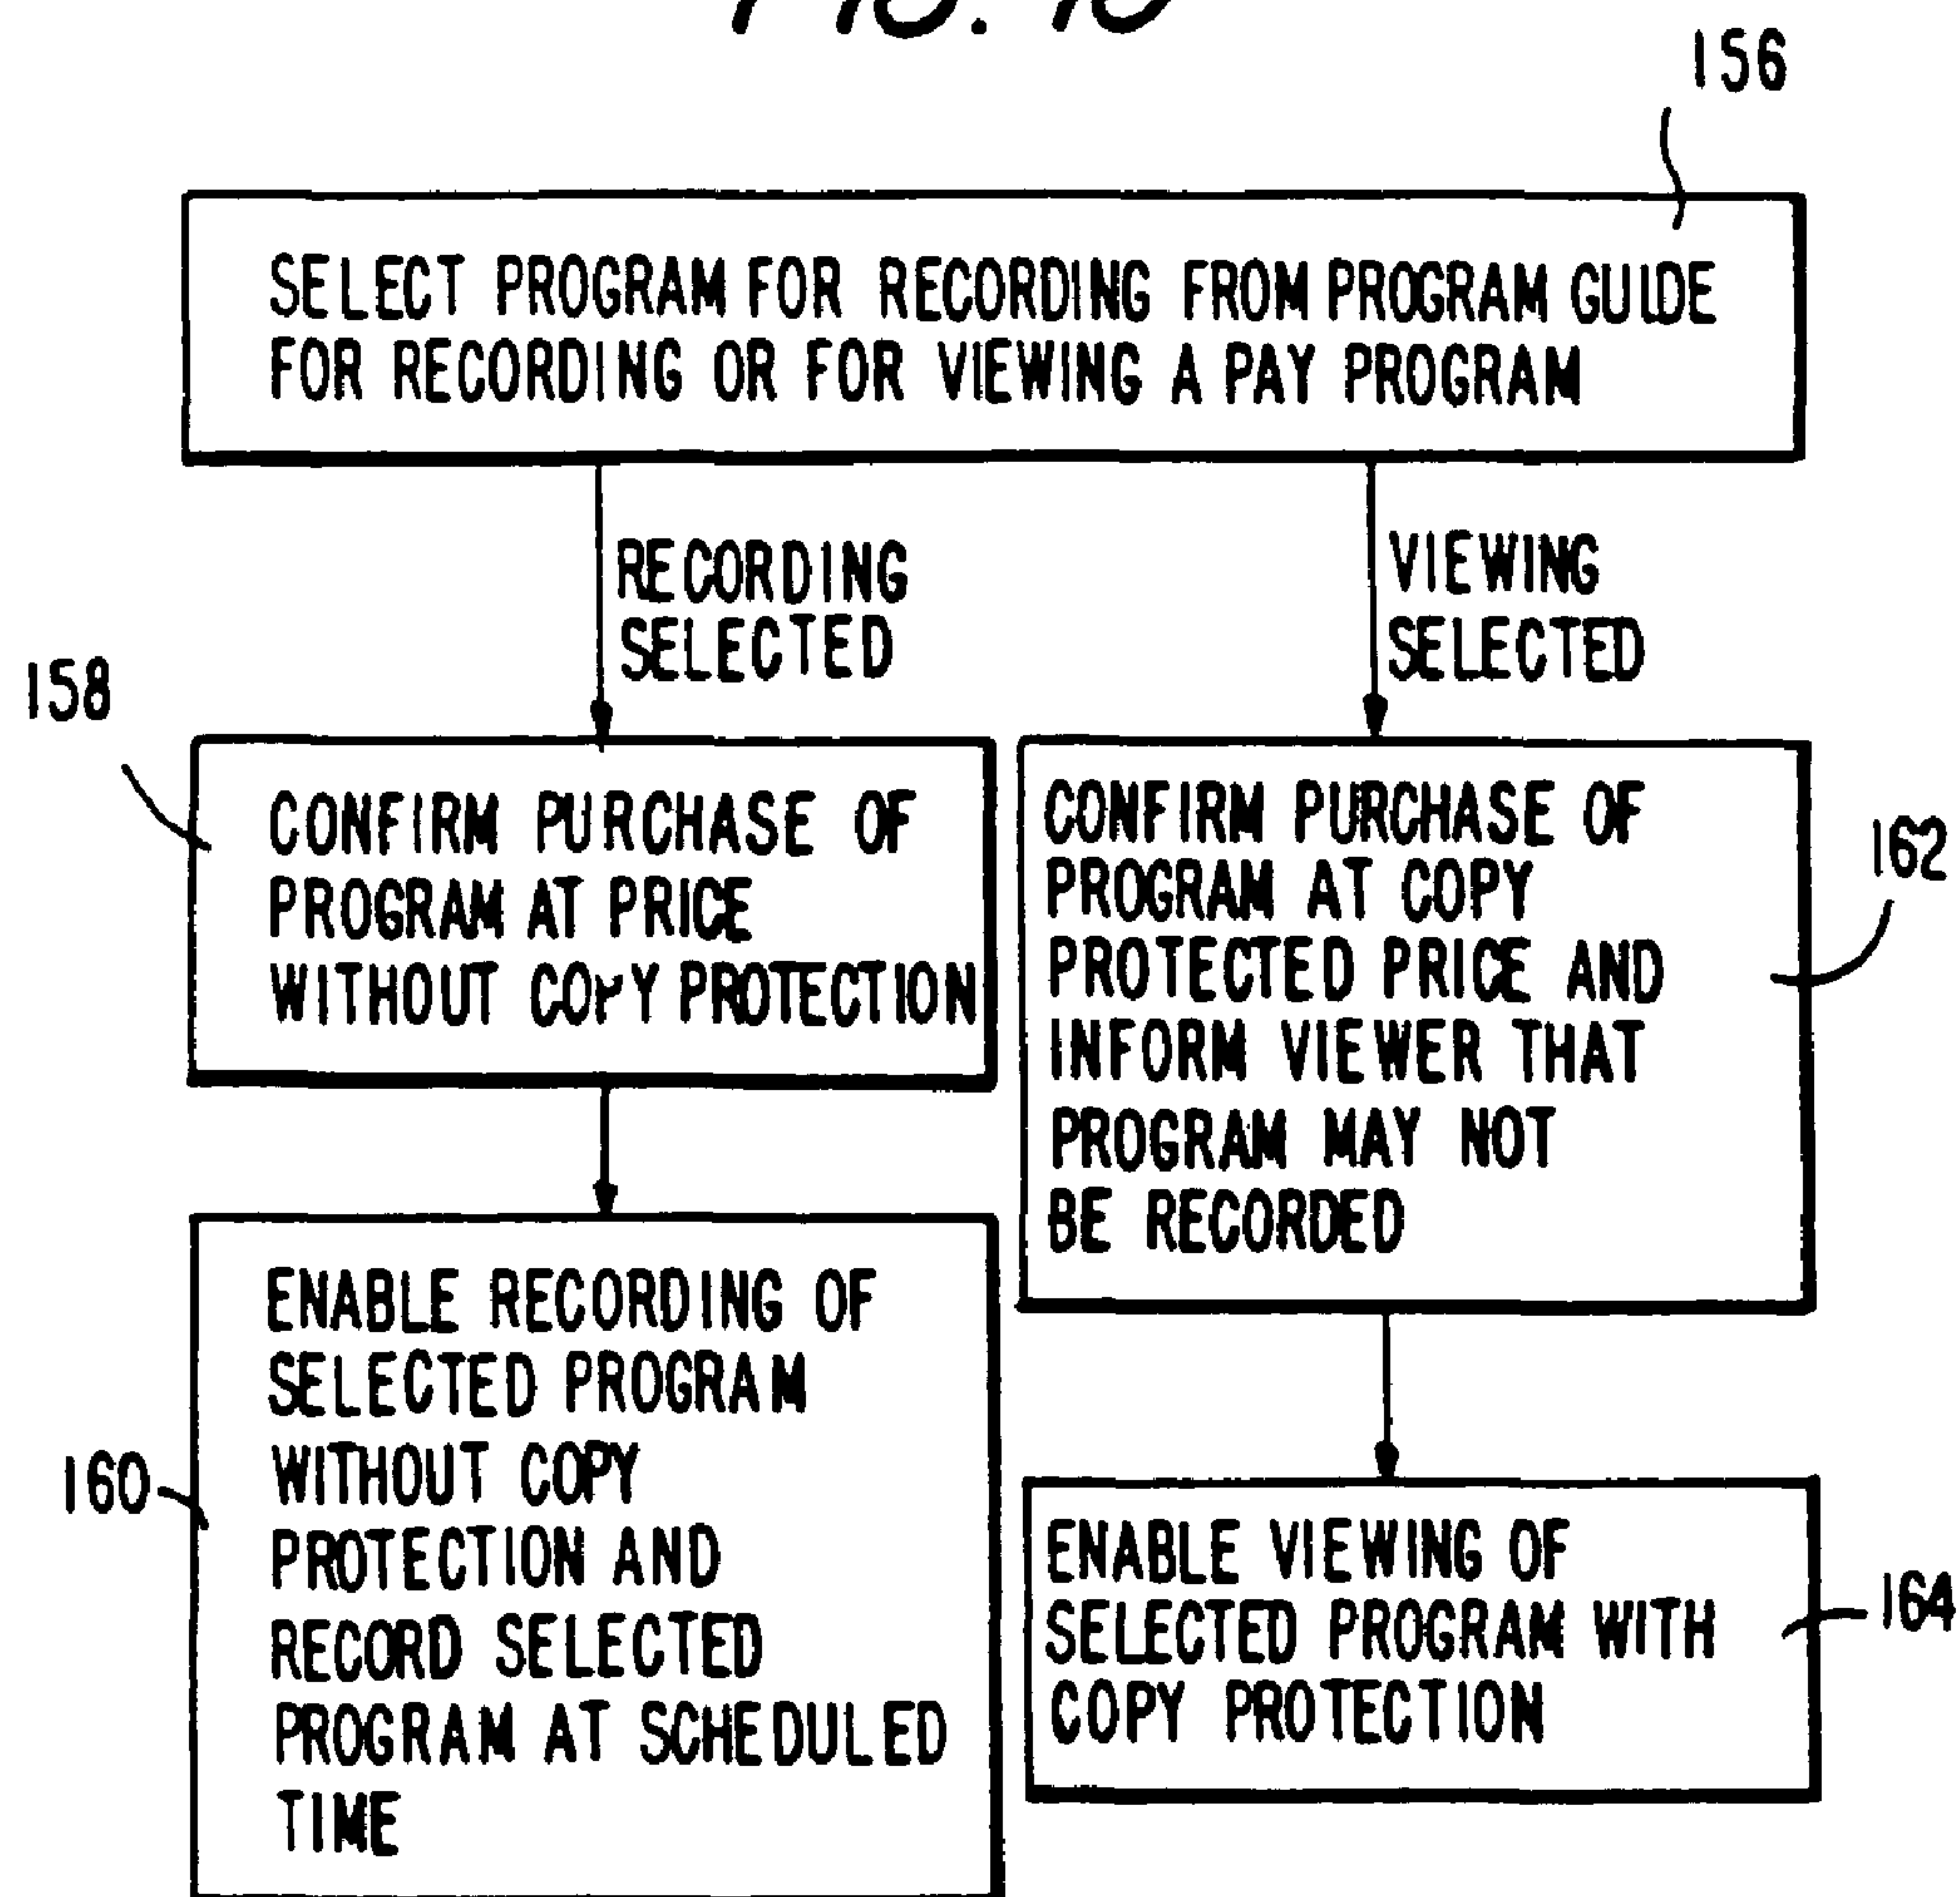 156
SELECT PROGRAM FOR RECORDING FROM PROGRAM GUIDE
FOR RECORDING OR FOR VIEWING A PAY PROGRAM
RECORDING
SELECTED
VIEWING
SELECTED
158
CONFIRM PURCHASE OF
PROGRAM AT PRICE
WITHOUT COPY PROTECTION
CONFIRM PURCHASE OF
PROGRAM AT COPY
PROTECTED PRICE AND
INFORM VIEWER THAT
PROGRAM MAY NOT
BE RECORDED
162
160
ENABLE RECORDING OF
SELECTED PROGRAM
WITHOUT COPY
PROTECTION AND
RECORD SELECTED
PROGRAM AT SCHEDULED
TIME
ENABLE VIEWING OF
SELECTED PROGRAM WITH
COPY PROTECTION
164